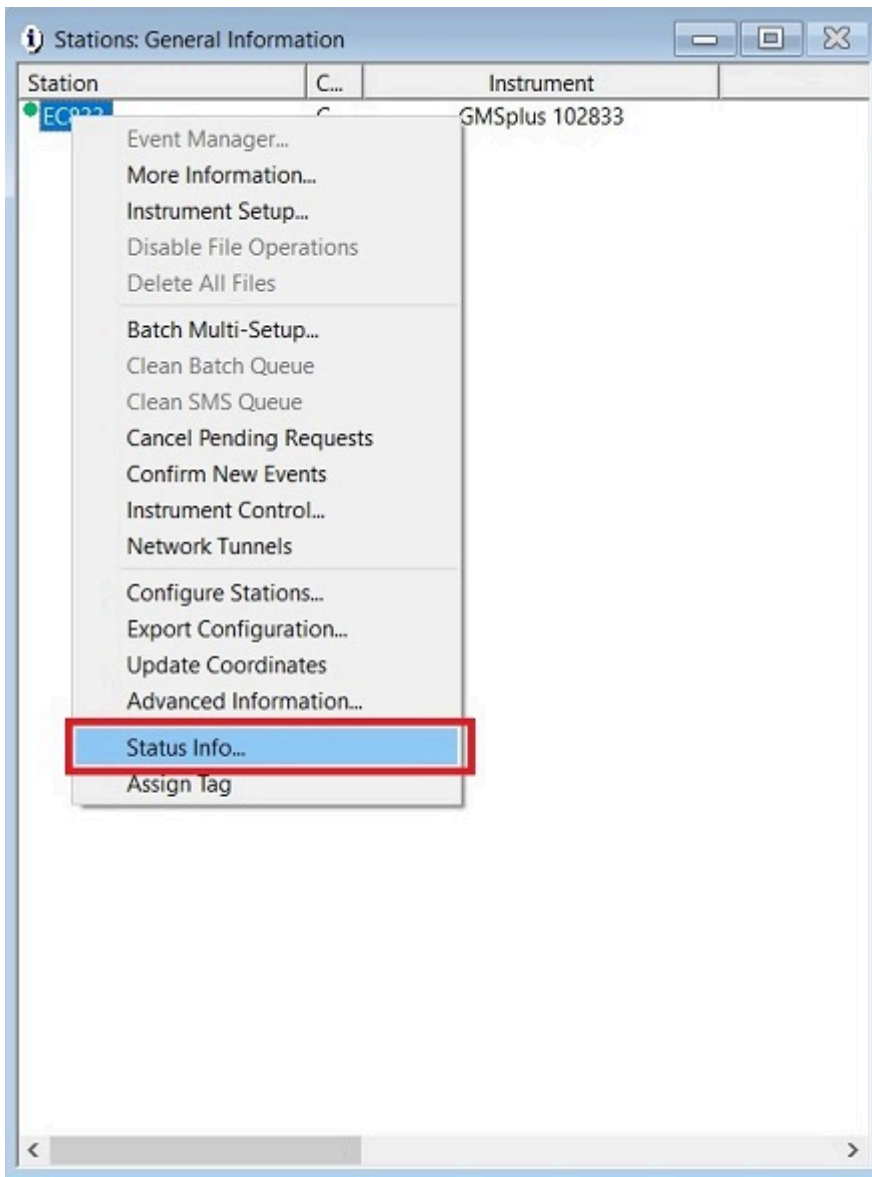 Stations: General Information
Station C... Instrument
GMSplus 102833
Event Manager...
More Information...
Instrument Setup...
Disable File Operations
Delete All Files
Batch Multi-Setup...
Clean Batch Queue
Clean SMS Queue
Cancel Pending Requests
Confirm New Events
Instrument Control...
Network Tunnels
Configure Stations...
Export Configuration...
Update Coordinates
Advanced Information...
Status Info...
Assign Tag